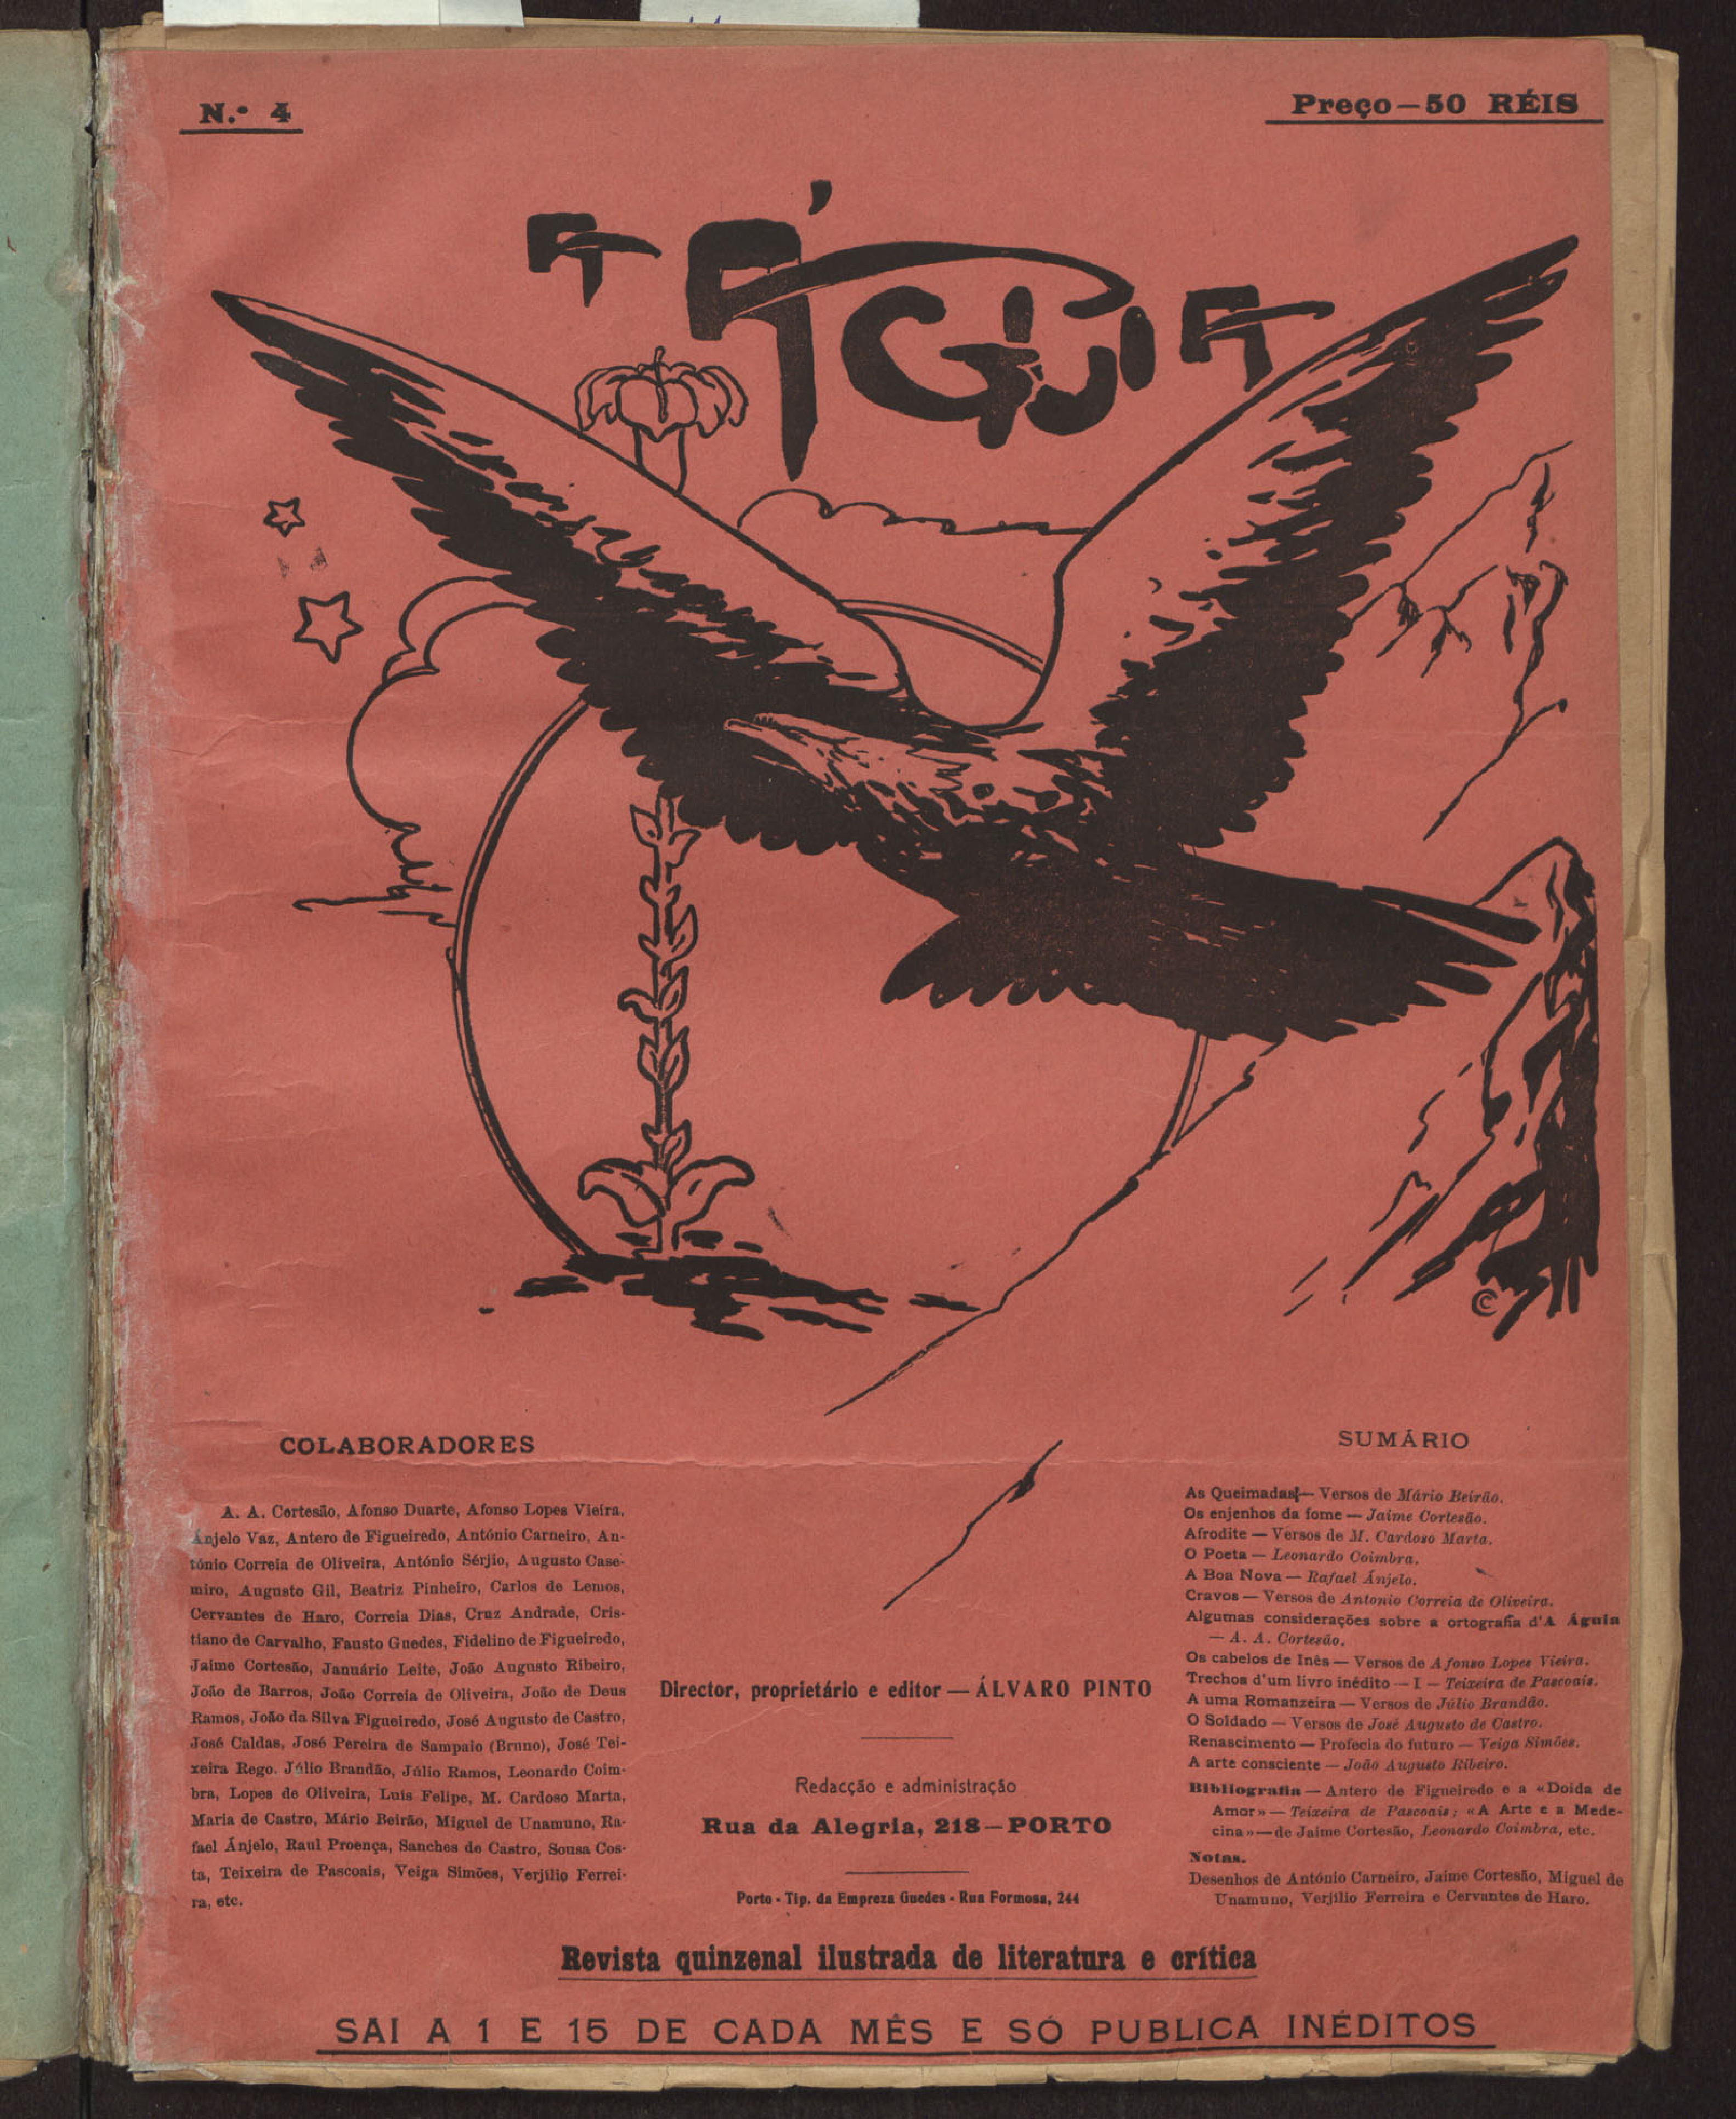 N.º 4
Preço — 50 RÉIS
A ÁGUIA
COLABORADORES
A. A. Cortesão, Afonso Duarte, Afonso Lopes Vieira,
Ánjelo Vaz, Antero de Figueiredo, António Carneiro, An-
tónio Correia de Oliveira, António Sérjio, Augusto Case-
miro, Augusto Gil, Beatriz Pinheiro, Carlos de Lemos,
Cervantes de Haro, Correia Dias, Cruz Andrade, Cris-
tiano de Carvalho, Fausto Guedes, Fidelino de Figueiredo,
Jaime Cortesão, Januário Leite, João Augusto Ribeiro,
João de Barros, João Correia de Oliveira, João de Deus
Ramos, João da Silva Figueiredo, José Augusto de Castro,
José Caldas, José Pereira de Sampaio (Bruno), José Tei-
xeira Rego. Júlio Brandão, Júlio Ramos, Leonardo Coim-
bra, Lopes de Oliveira, Luís Felipe, M. Cardoso Marta,
Maria de Castro, Mário Beirão, Miguel de Unamuno, Ra-
fael Ánjelo, Raul Proença, Sanches de Castro, Sousa Cos-
ta, Teixeira de Pascoais, Veiga Simões, Verjílio Ferrei-
ra, etc.
Director, proprietário e editor — ÁLVARO PINTO
Redacção e administração
Rua da Alegria, 218 — PORTO
Porto - Tip. da Empreza Guedes - Rua Formosa, 244
SUMÁRIO
As Queimadas — Versos de Mário Beirão.
Os enjenhos da fome — Jaime Cortesão.
Afrodite — Versos de M. Cardoso Marta.
O Poeta — Leonardo Coimbra.
A Boa Nova — Rafael Ánjelo.
Cravos — Versos de Antonio Correia de Oliveira.
Algumas considerações sobre a ortografia d'A Águia
— A. A. Cortesão.
Os cabelos de Inês — Versos de Afonso Lopes Vieira.
Trechos d'um livro inédito — I — Teixeira de Pascoais.
A uma Romanzeira — Versos de Júlio Brandão.
O Soldado — Versos de José Augusto de Castro.
Renascimento — Profecia do futuro — Veiga Simões.
A arte consciente — João Augusto Ribeiro.
Bibliografia — Antero de Figueiredo e a «Doida de
Amor» — Teixeira de Pascoais; «A Arte e a Mede-
cina» — de Jaime Cortesão, Leonardo Coimbra, etc.
Notas.
Desenhos de António Carneiro, Jaime Cortesão, Miguel de
Unamuno, Verjílio Ferreira e Cervantes de Haro.
Revista quinzenal ilustrada de literatura e crítica
SAI A 1 E 15 DE CADA MÊS E SÓ PUBLICA INÉDITOS